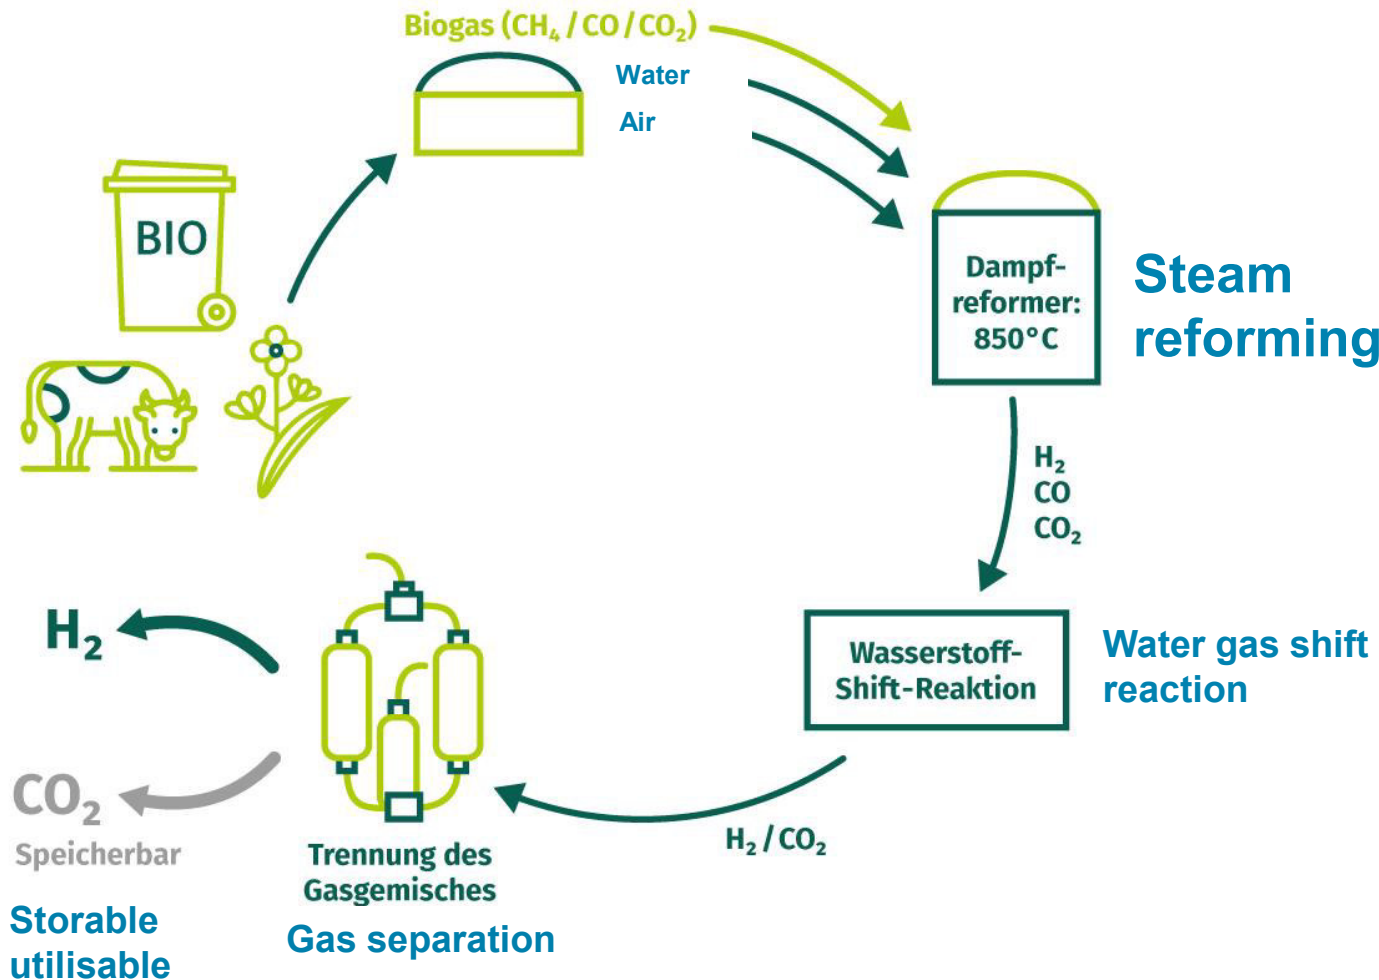 Biogas (CH₄ / CO / CO₂)
Water
Air
BIO
Dampf-
reformer:
850°C
Steam
reforming
H₂
CO
CO₂
Wasserstoff-
Shift-Reaktion
Water gas shift
reaction
H₂ / CO₂
Trennung des
Gasgemisches
Gas separation
H₂
CO₂
Speicherbar
Storable
utilisable